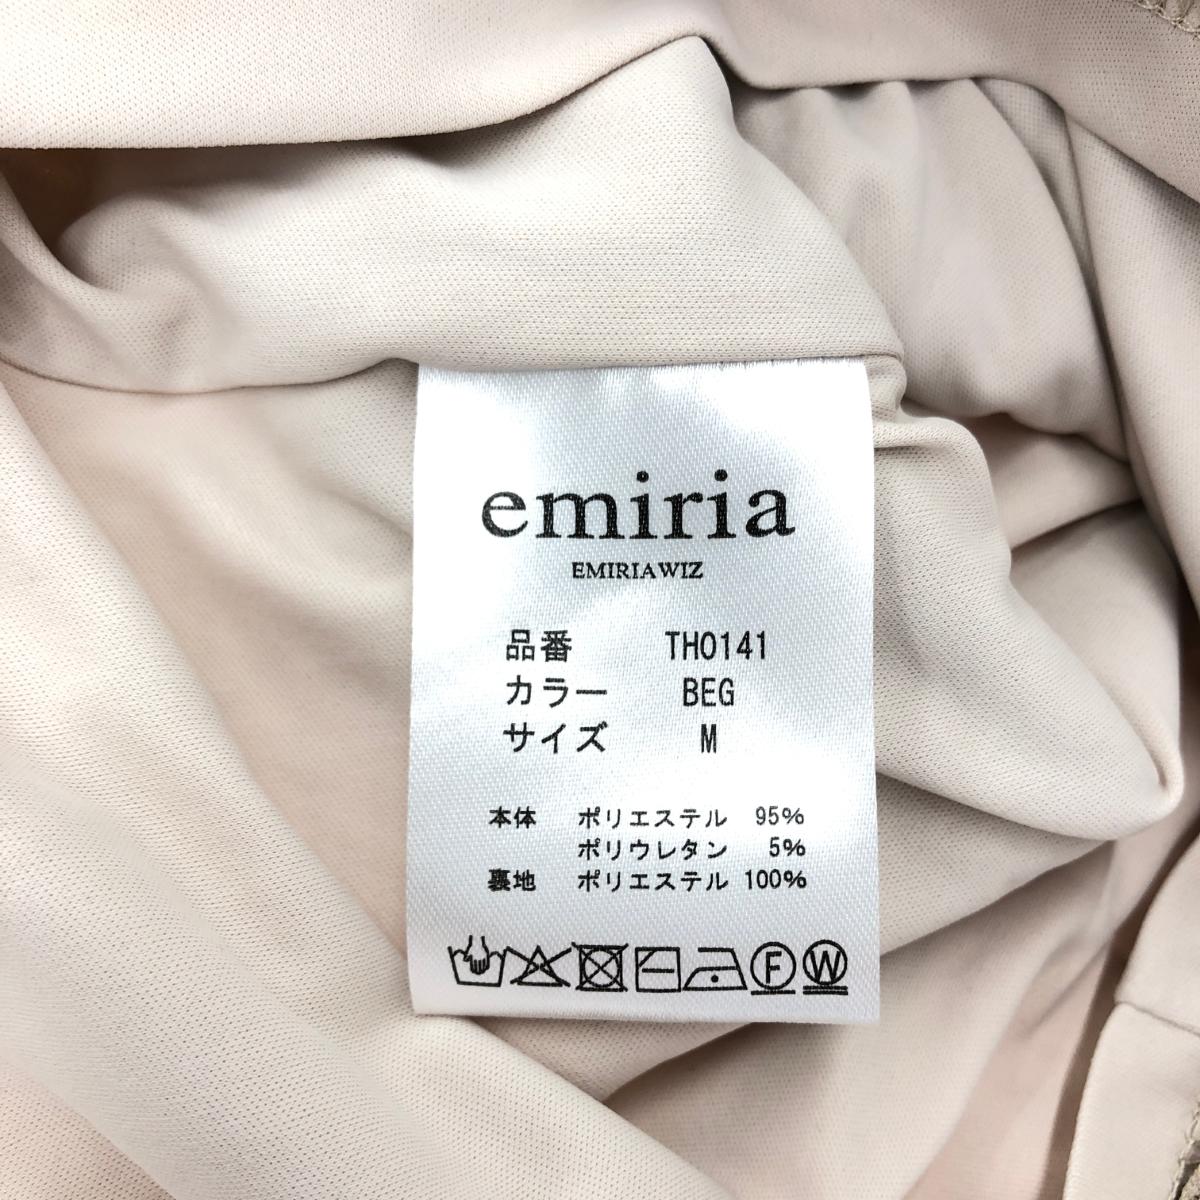 emiria
EMIRIAWIZ
品番 TH0141
カラー BEG
サイズ M
本体 ポリエステル 95%
ポリウレタン 5%
裏地 ポリエステル 100%
F W